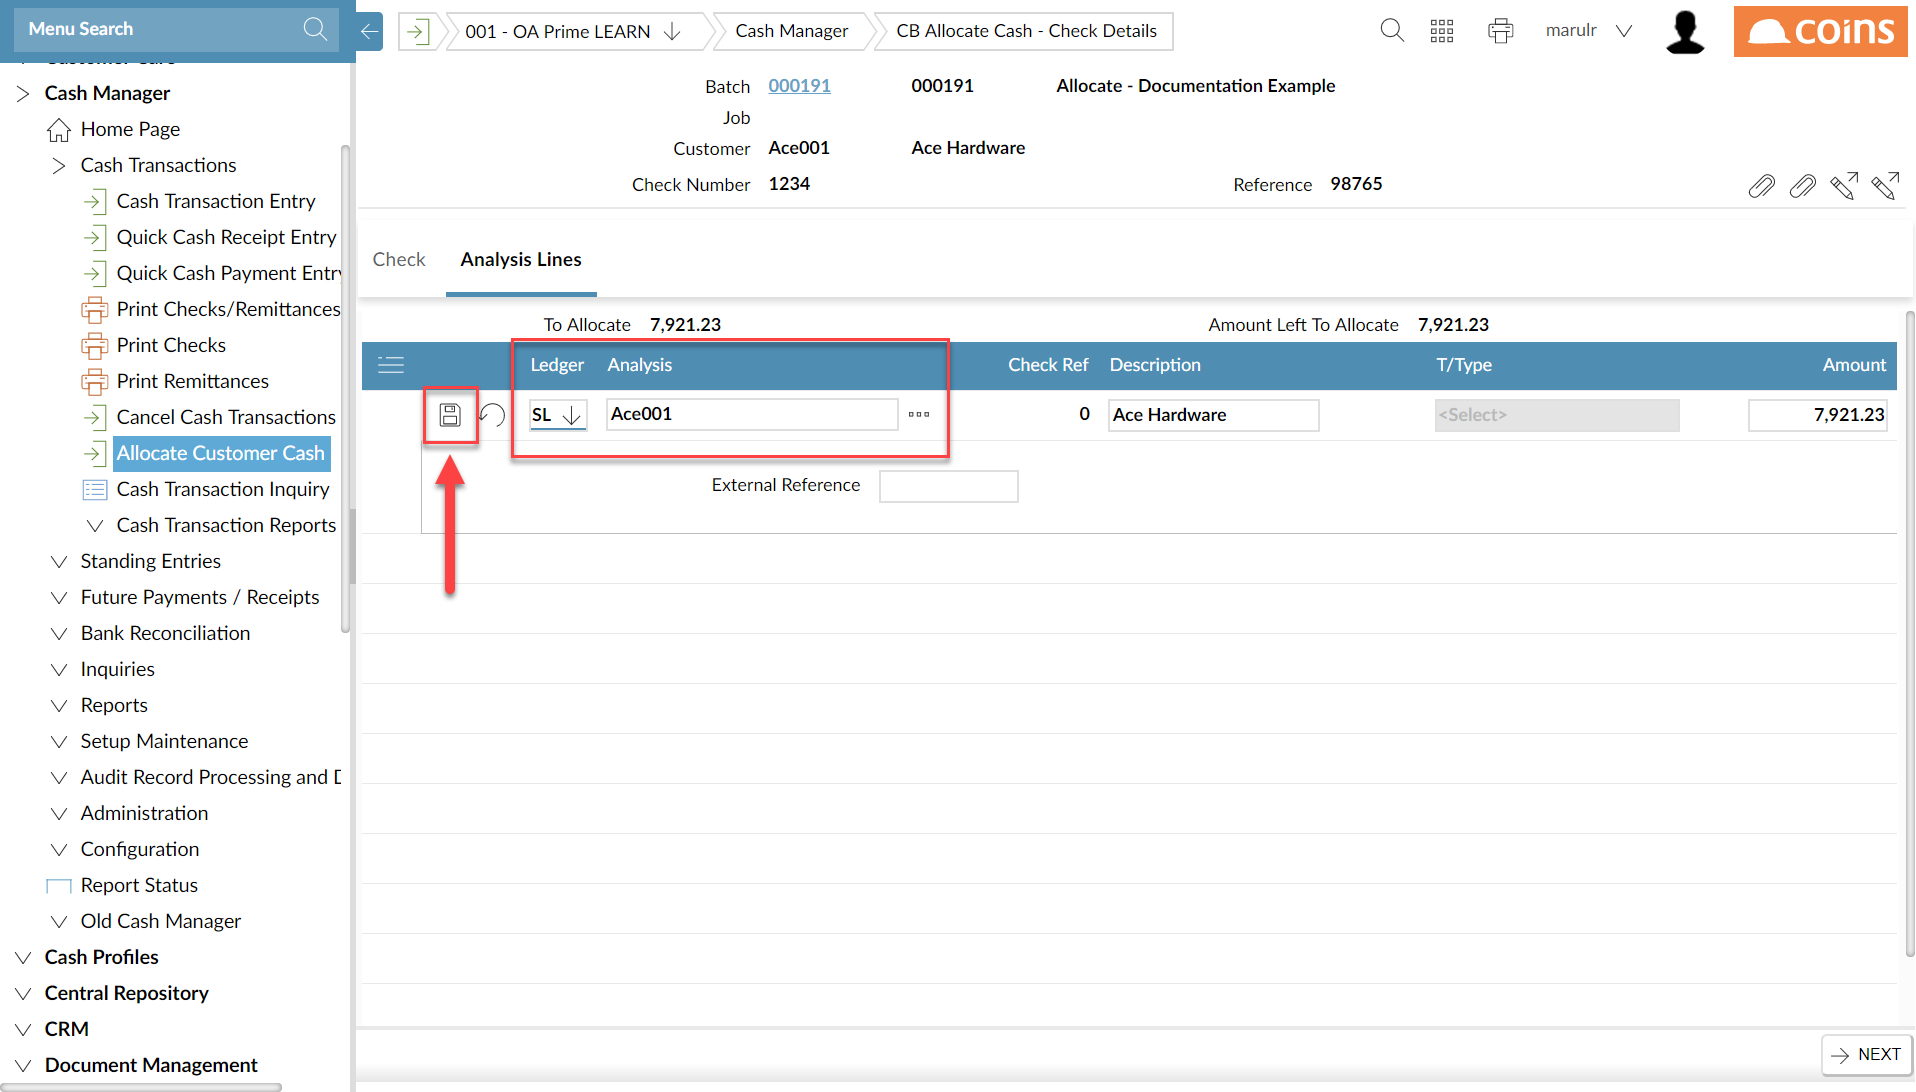 Menu Search
001 - OA Prime LEARN
Cash Manager
CB Allocate Cash - Check Details
marulr
coins
Cash Manager
Home Page
Cash Transactions
Cash Transaction Entry
Quick Cash Receipt Entry
Quick Cash Payment Entry
Print Checks/Remittances
Print Checks
Print Remittances
Cancel Cash Transactions
Allocate Customer Cash
Cash Transaction Inquiry
Cash Transaction Reports
Standing Entries
Future Payments / Receipts
Bank Reconciliation
Inquiries
Reports
Setup Maintenance
Audit Record Processing and D
Administration
Configuration
Report Status
Old Cash Manager
Cash Profiles
Central Repository
CRM
Document Management
Batch 000191 000191 Allocate - Documentation Example
Job
Customer Ace001 Ace Hardware
Check Number 1234 Reference 98765
Check Analysis Lines
To Allocate 7,921.23 Amount Left To Allocate 7,921.23
Ledger Analysis Check Ref Description T/Type Amount
SL Ace001 0 Ace Hardware <Select> 7,921.23
External Reference
NEXT